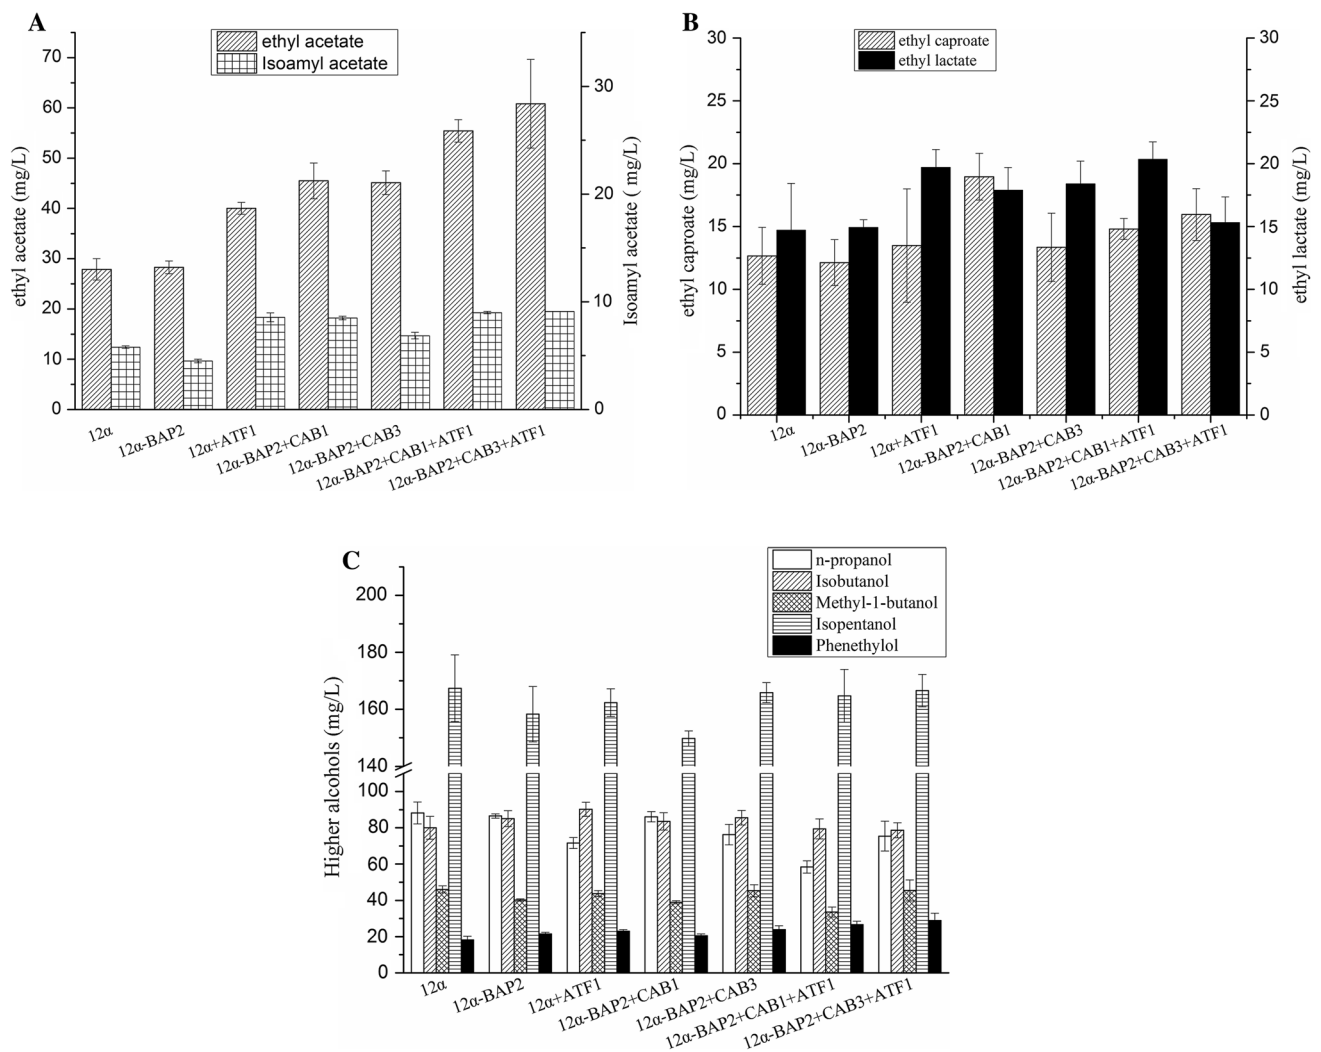 A
ethyl acetate
Isoamyl acetate
ethyl acetate (mg/L)
70
60
50
40
30
20
10
0
30
20
10
0
Isoamyl acetate ( mg/L)
12α
12α-BAP2
12α+ATF1
12α-BAP2+CAB1
12α-BAP2+CAB3
12α-BAP2+CAB1+ATF1
12α-BAP2+CAB3+ATF1
B
ethyl caproate
ethyl lactate
ethyl caproate (mg/L)
30
25
20
15
10
5
0
30
25
20
15
10
5
0
ethyl lactate (mg/L)
12α
12α-BAP2
12α+ATF1
12α-BAP2+CAB1
12α-BAP2+CAB3
12α-BAP2+CAB1+ATF1
12α-BAP2+CAB3+ATF1
C
n-propanol
Isobutanol
Methyl-1-butanol
Isopentanol
Phenethylol
Higher alcohols (mg/L)
200
180
160
140
100
80
60
40
20
0
12α
12α-BAP2
12α+ATF1
12α-BAP2+CAB1
12α-BAP2+CAB3
12α-BAP2+CAB1+ATF1
12α-BAP2+CAB3+ATF1